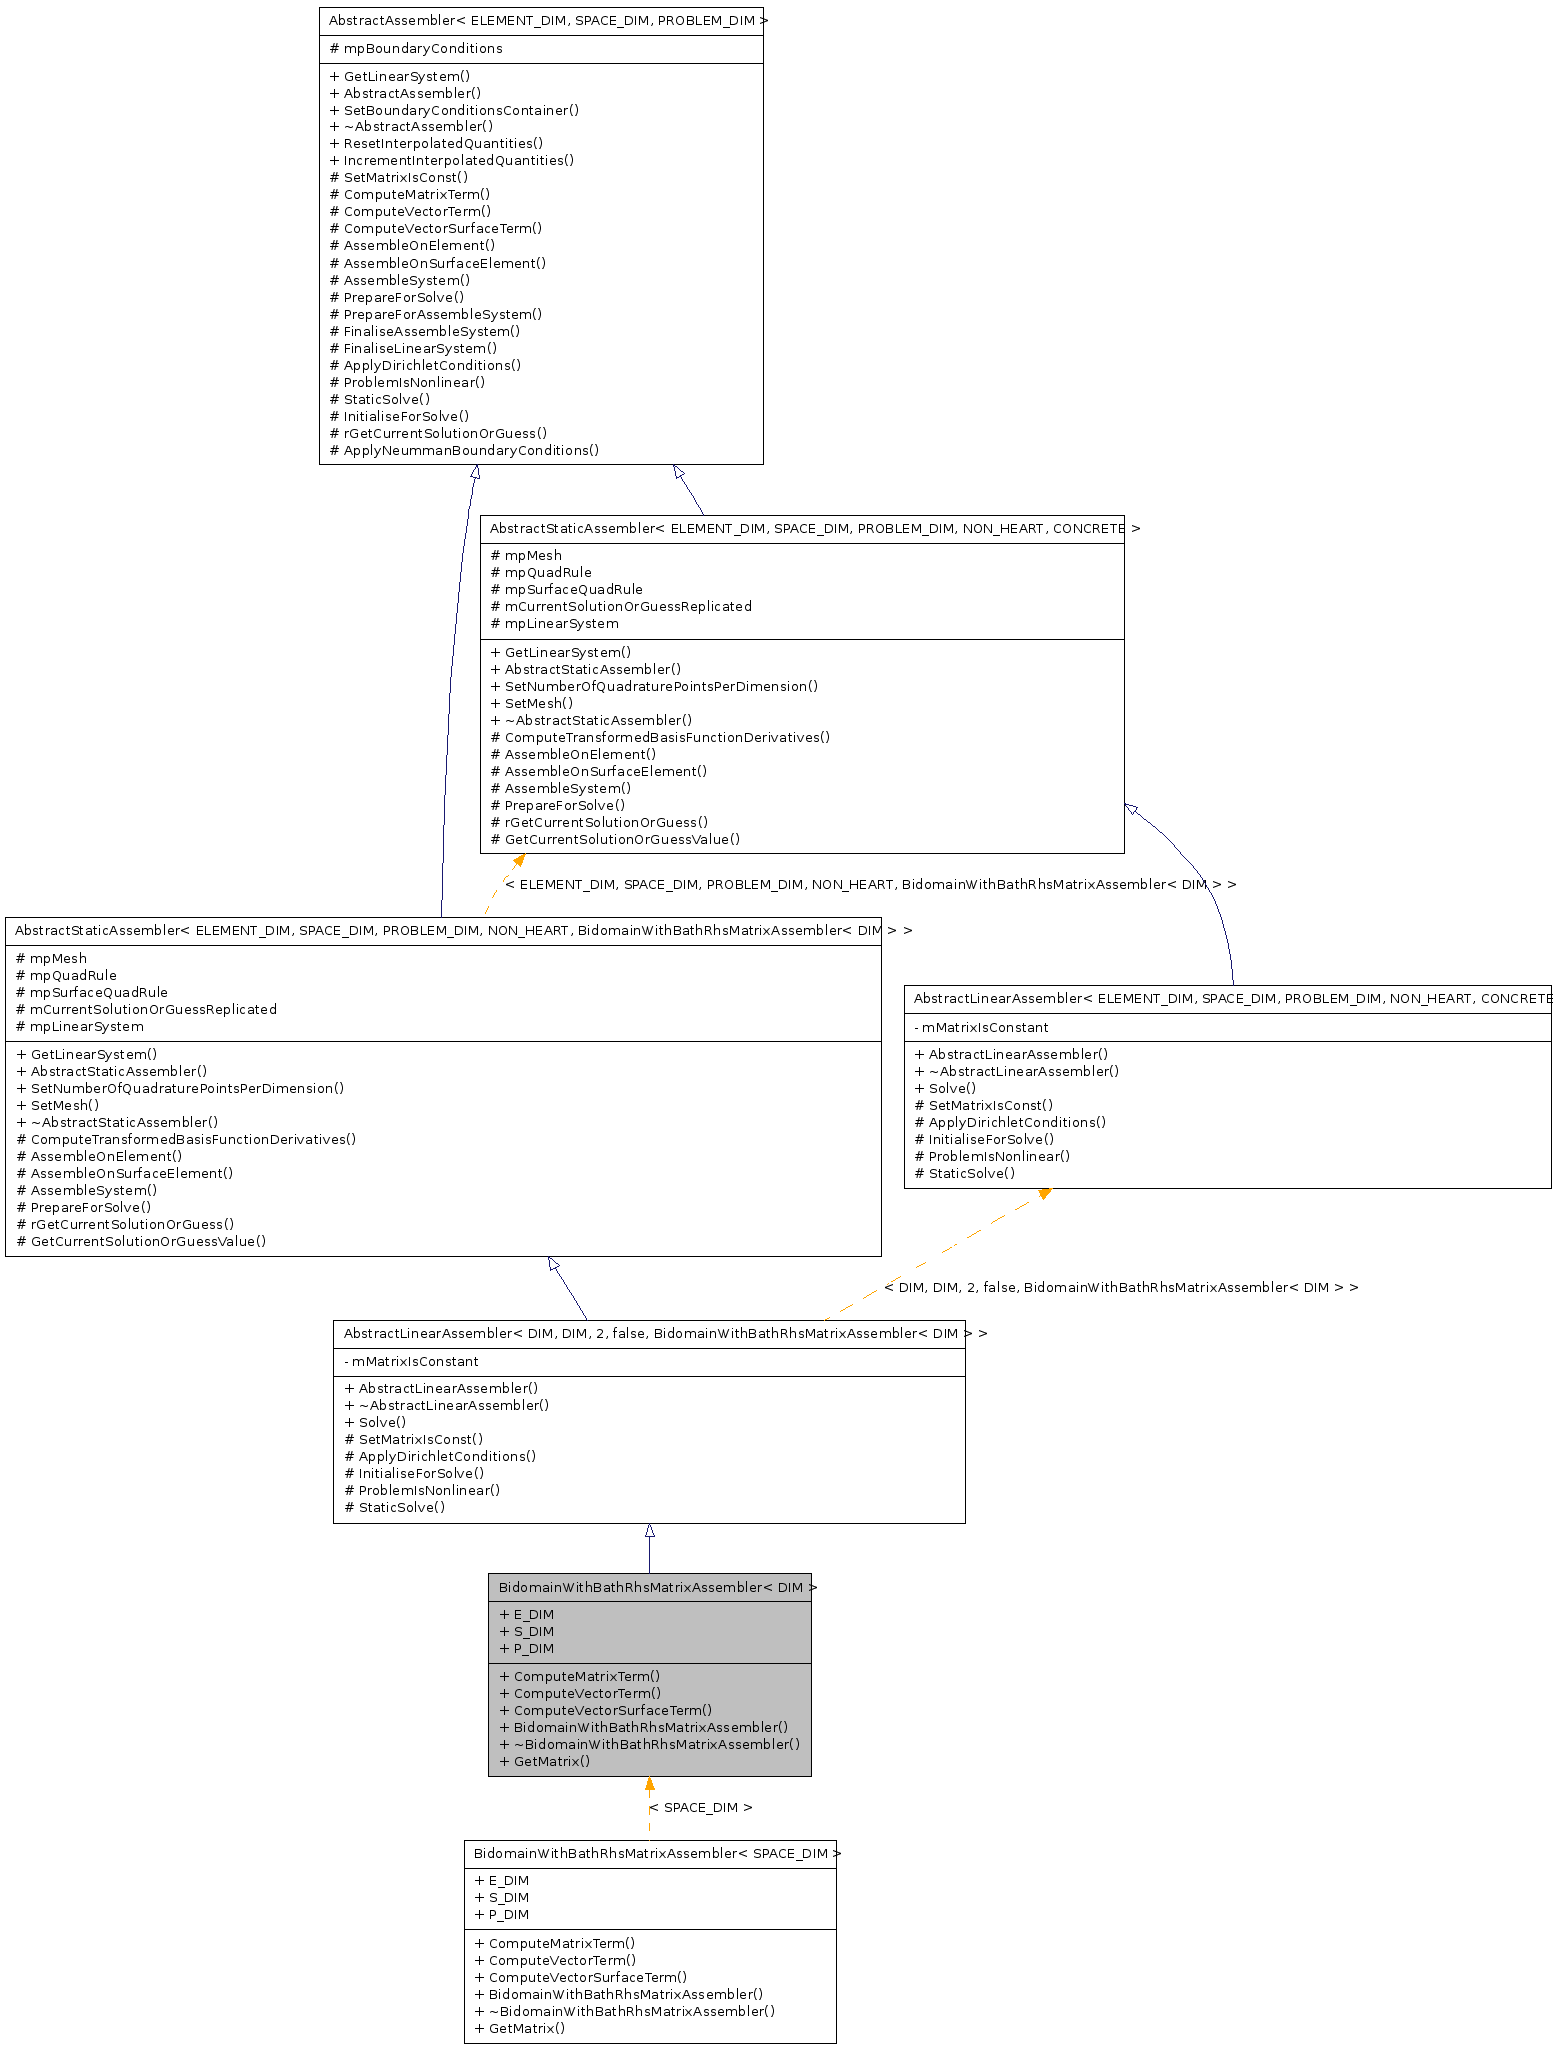 AbstractAssembler< ELEMENT_DIM, SPACE_DIM, PROBLEM_DIM >
# mpBoundaryConditions
+ GetLinearSystem()
+ AbstractAssembler()
+ SetBoundaryConditionsContainer()
+ ~AbstractAssembler()
+ ResetInterpolatedQuantities()
+ IncrementInterpolatedQuantities()
# SetMatrixIsConst()
# ComputeMatrixTerm()
# ComputeVectorTerm()
# ComputeVectorSurfaceTerm()
# AssembleOnElement()
# AssembleOnSurfaceElement()
# AssembleSystem()
# PrepareForSolve()
# PrepareForAssembleSystem()
# FinaliseAssembleSystem()
# FinaliseLinearSystem()
# ApplyDirichletConditions()
# ProblemIsNonlinear()
# StaticSolve()
# InitialiseForSolve()
# rGetCurrentSolutionOrGuess()
# ApplyNeummanBoundaryConditions()
AbstractStaticAssembler< ELEMENT_DIM, SPACE_DIM, PROBLEM_DIM, NON_HEART, CONCRETE >
# mpMesh
# mpQuadRule
# mpSurfaceQuadRule
# mCurrentSolutionOrGuessReplicated
# mpLinearSystem
+ GetLinearSystem()
+ AbstractStaticAssembler()
+ SetNumberOfQuadraturePointsPerDimension()
+ SetMesh()
+ ~AbstractStaticAssembler()
# ComputeTransformedBasisFunctionDerivatives()
# AssembleOnElement()
# AssembleOnSurfaceElement()
# AssembleSystem()
# PrepareForSolve()
# rGetCurrentSolutionOrGuess()
# GetCurrentSolutionOrGuessValue()
< ELEMENT_DIM, SPACE_DIM, PROBLEM_DIM, NON_HEART, BidomainWithBathRhsMatrixAssembler< DIM > >
AbstractStaticAssembler< ELEMENT_DIM, SPACE_DIM, PROBLEM_DIM, NON_HEART, BidomainWithBathRhsMatrixAssembler< DIM > >
# mpMesh
# mpQuadRule
# mpSurfaceQuadRule
# mCurrentSolutionOrGuessReplicated
# mpLinearSystem
+ GetLinearSystem()
+ AbstractStaticAssembler()
+ SetNumberOfQuadraturePointsPerDimension()
+ SetMesh()
+ ~AbstractStaticAssembler()
# ComputeTransformedBasisFunctionDerivatives()
# AssembleOnElement()
# AssembleOnSurfaceElement()
# AssembleSystem()
# PrepareForSolve()
# rGetCurrentSolutionOrGuess()
# GetCurrentSolutionOrGuessValue()
AbstractLinearAssembler< ELEMENT_DIM, SPACE_DIM, PROBLEM_DIM, NON_HEART, CONCRETE
- mMatrixIsConstant
+ AbstractLinearAssembler()
+ ~AbstractLinearAssembler()
+ Solve()
# SetMatrixIsConst()
# ApplyDirichletConditions()
# InitialiseForSolve()
# ProblemIsNonlinear()
# StaticSolve()
< DIM, DIM, 2, false, BidomainWithBathRhsMatrixAssembler< DIM > >
AbstractLinearAssembler< DIM, DIM, 2, false, BidomainWithBathRhsMatrixAssembler< DIM > >
- mMatrixIsConstant
+ AbstractLinearAssembler()
+ ~AbstractLinearAssembler()
+ Solve()
# SetMatrixIsConst()
# ApplyDirichletConditions()
# InitialiseForSolve()
# ProblemIsNonlinear()
# StaticSolve()
BidomainWithBathRhsMatrixAssembler< DIM >
+ E_DIM
+ S_DIM
+ P_DIM
+ ComputeMatrixTerm()
+ ComputeVectorTerm()
+ ComputeVectorSurfaceTerm()
+ BidomainWithBathRhsMatrixAssembler()
+ ~BidomainWithBathRhsMatrixAssembler()
+ GetMatrix()
< SPACE_DIM >
BidomainWithBathRhsMatrixAssembler< SPACE_DIM >
+ E_DIM
+ S_DIM
+ P_DIM
+ ComputeMatrixTerm()
+ ComputeVectorTerm()
+ ComputeVectorSurfaceTerm()
+ BidomainWithBathRhsMatrixAssembler()
+ ~BidomainWithBathRhsMatrixAssembler()
+ GetMatrix()